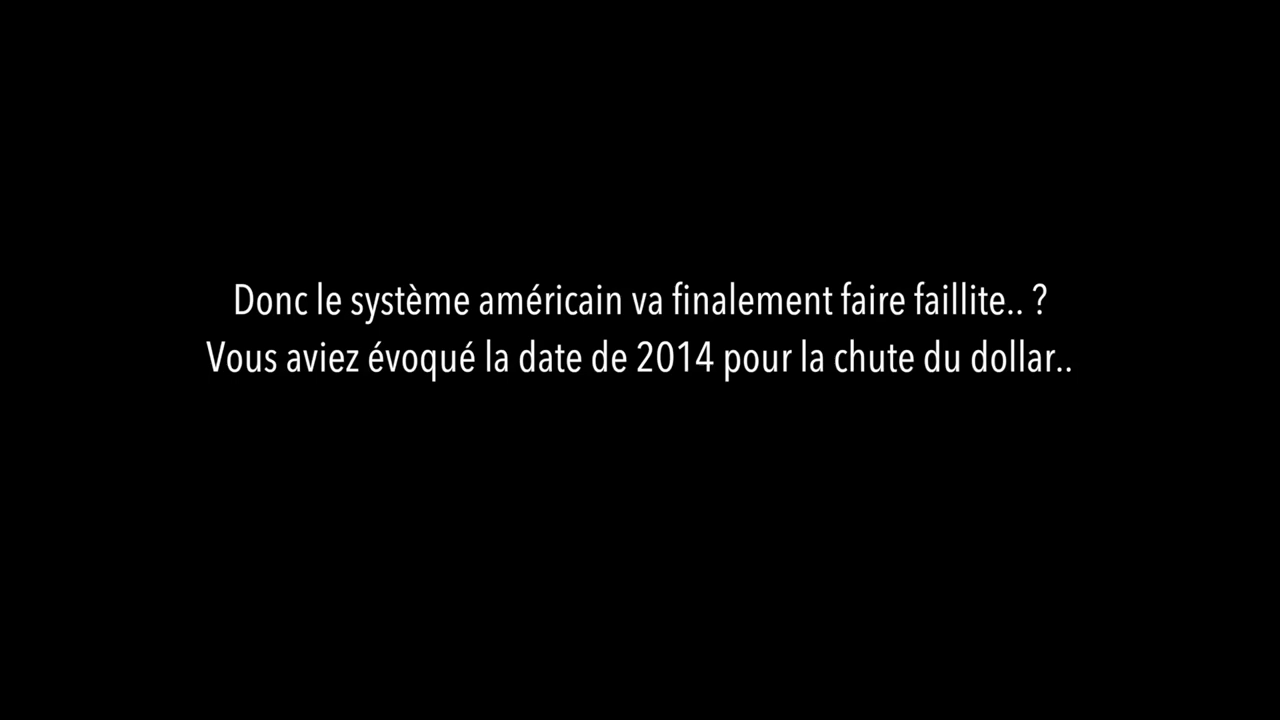 Donc le système américain va finalement faire faillite.. ?
Vous aviez évoqué la date de 2014 pour la chute du dollar..